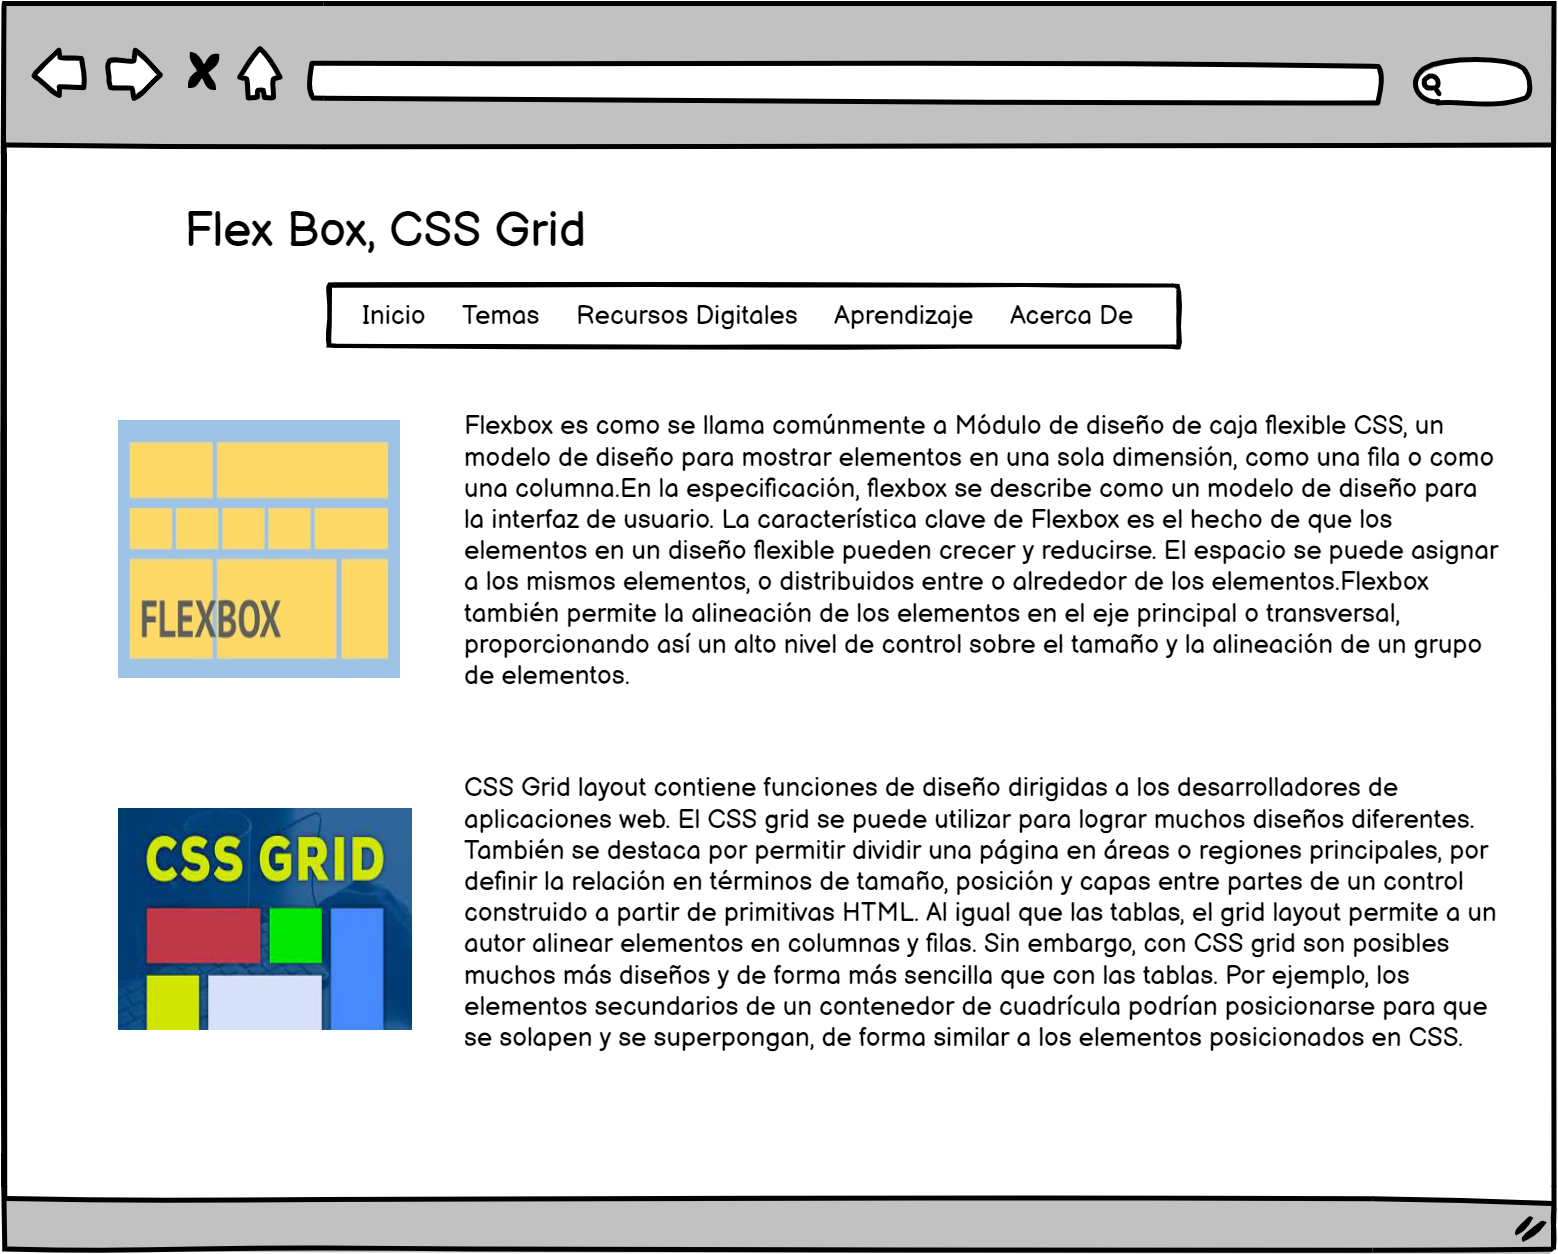 Flex Box, CSS Grid
Inicio Temas Recursos Digitales Aprendizaje Acerca De
FLEXBOX
Flexbox es como se llama comúnmente a Módulo de diseño de caja flexible CSS, un
modelo de diseño para mostrar elementos en una sola dimensión, como una fila o como
una columna.En la especificación, flexbox se describe como un modelo de diseño para
la interfaz de usuario. La característica clave de Flexbox es el hecho de que los
elementos en un diseño flexible pueden crecer y reducirse. El espacio se puede asignar
a los mismos elementos, o distribuidos entre o alrededor de los elementos.Flexbox
también permite la alineación de los elementos en el eje principal o transversal,
proporcionando así un alto nivel de control sobre el tamaño y la alineación de un grupo
de elementos.
CSS GRID
CSS Grid layout contiene funciones de diseño dirigidas a los desarrolladores de
aplicaciones web. El CSS grid se puede utilizar para lograr muchos diseños diferentes.
También se destaca por permitir dividir una página en áreas o regiones principales, por
definir la relación en términos de tamaño, posición y capas entre partes de un control
construido a partir de primitivas HTML. Al igual que las tablas, el grid layout permite a un
autor alinear elementos en columnas y filas. Sin embargo, con CSS grid son posibles
muchos más diseños y de forma más sencilla que con las tablas. Por ejemplo, los
elementos secundarios de un contenedor de cuadrícula podrían posicionarse para que
se solapen y se superpongan, de forma similar a los elementos posicionados en CSS.